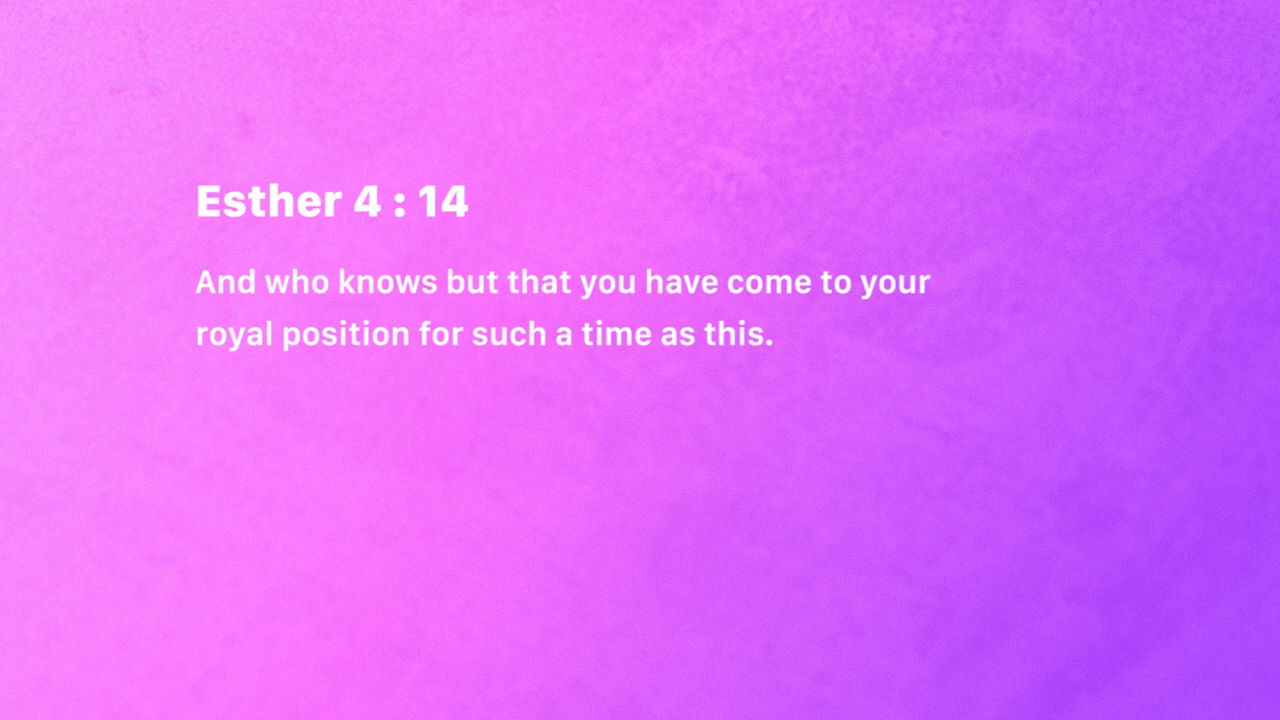 Esther 4 : 14
And who knows but that you have come to your
royal position for such a time as this.